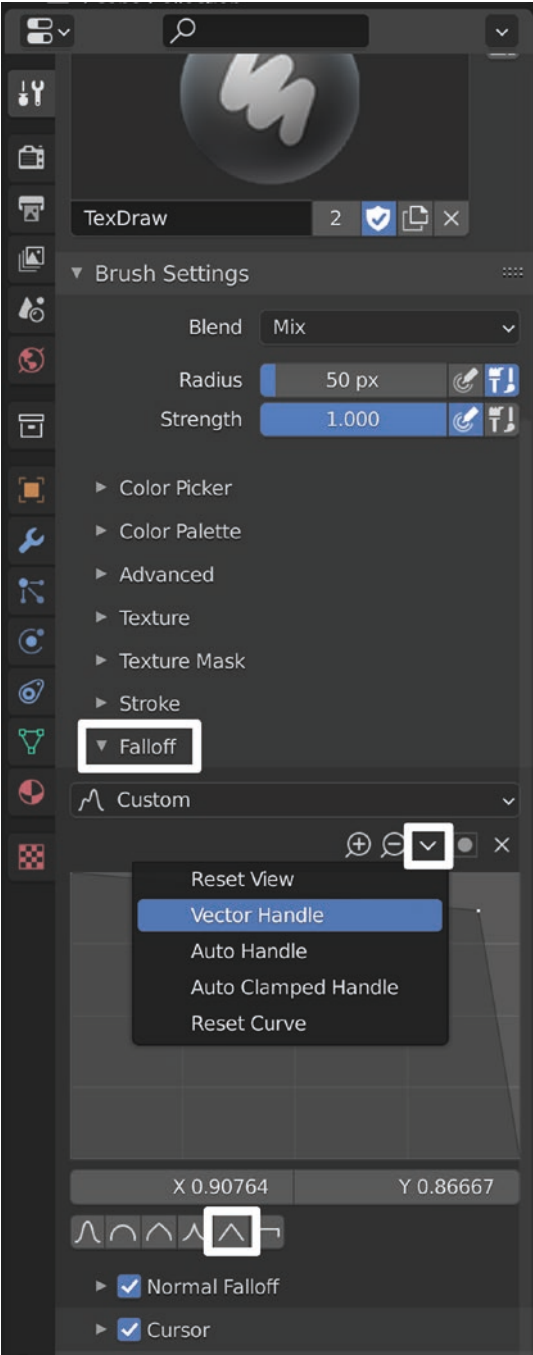 TexDraw 2
Brush Settings
Blend Mix
Radius 50 px
Strength 1.000
Color Picker
Color Palette
Advanced
Texture
Texture Mask
Stroke
Falloff
Custom
Reset View
Vector Handle
Auto Handle
Auto Clamped Handle
Reset Curve
X 0.90764 Y 0.86667
Normal Falloff
Cursor